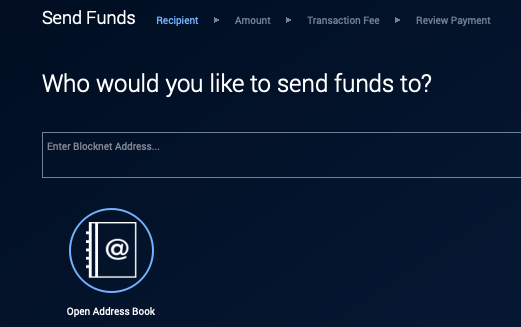 Send Funds Recipient ▸ Amount ▸ Transaction Fee ▸ Review Payment
Who would you like to send funds to?
Enter Blocknet Address...
@
Open Address Book